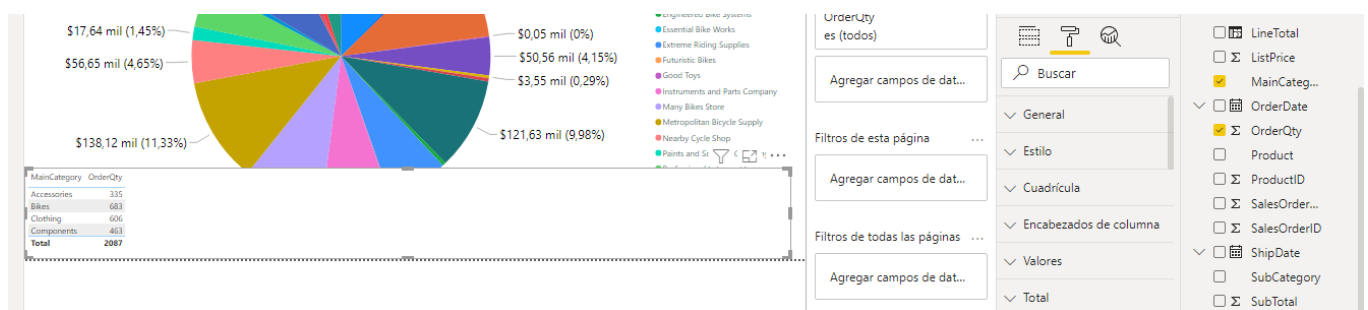 $17,64 mil (1,45%)
$56,65 mil (4,65%)
$138,12 mil (11,33%)
$0,05 mil (0%)
$50,56 mil (4,15%)
$3,55 mil (0,29%)
$121,63 mil (9,98%)
Engineered Bike Systems
Essential Bike Works
Extreme Riding Supplies
Futuristic Bikes
Good Toys
Instruments and Parts Company
Many Bikes Store
Metropolitan Bicycle Supply
Nearby Cycle Shop
Paints and
MainCategory OrderQty
Accessories 335
Bikes 683
Clothing 606
Components 463
Total 2087
OrderQty
es (todos)
Agregar campos de dat...
Filtros de esta página ...
Agregar campos de dat...
Filtros de todas las páginas ...
Agregar campos de dat...
Buscar
General
Estilo
Cuadrícula
Encabezados de columna
Valores
Total
LineTotal
Σ ListPrice
MainCateg...
OrderDate
Σ OrderQty
Product
Σ ProductID
Σ SalesOrder...
Σ SalesOrderID
ShipDate
SubCategory
Σ SubTotal